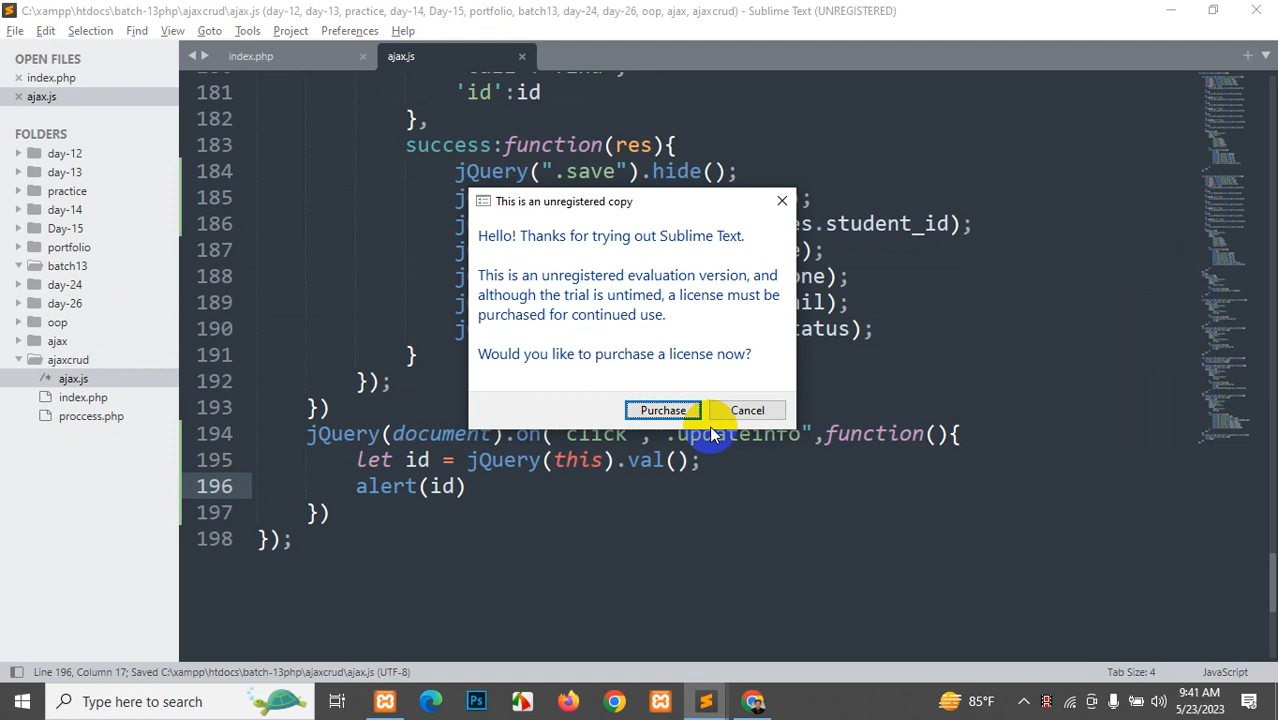 C:\xampp\htdocs\batch-13php\ajaxcrud\ajax.js (day-12, day-13, practice, day-14, Day-15, portfolio, batch13, day-24, day-26, oop, ajax, ajaxcrud) - Sublime Text (UNREGISTERED)
File Edit Selection Find View Goto Tools Project Preferences Help
OPEN FILES
index.php
ajax.js
FOLDERS
day-12
day-13
practice
day-14
Day-15
portfolio
batch13
day-24
day-26
oop
ajax
ajaxcrud
/* ajax.js
index.php
proccess.php
index.php
ajax.js
181 'id':id
182 },
183 success:function(res){
184 jQuery(".save").hide();
185 ;
186 s.student_id);
187 );
188 one);
189 il);
190 tatus);
191 }
192 });
193 })
194 jQuery(document).on("click",".updateinfo",function(){
195 let id = jQuery(this).val();
196 alert(id)
197 })
198 });
This is an unregistered copy
Hello! Thanks for trying out Sublime Text.
This is an unregistered evaluation version, and
although the trial is untimed, a license must be
purchased for continued use.
Would you like to purchase a license now?
Purchase Cancel
Line 196, Column 17; Saved C:\xampp\htdocs\batch-13php\ajaxcrud\ajax.js (UTF-8)
Tab Size: 4 JavaScript
Type here to search
Ps
85°F
9:41 AM
5/23/2023